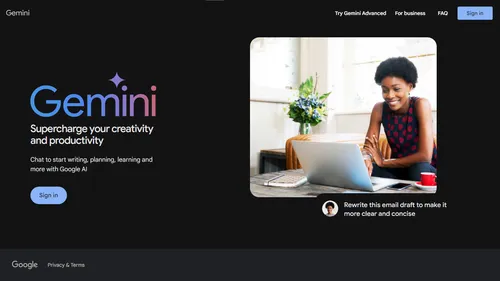 Gemini
Try Gemini Advanced
For business
FAQ
Sign in
Gemini
Supercharge your creativity
and productivity
Chat to start writing, planning, learning and
more with Google AI
Sign in
Rewrite this email draft to make it
more clear and concise
Google
Privacy & Terms